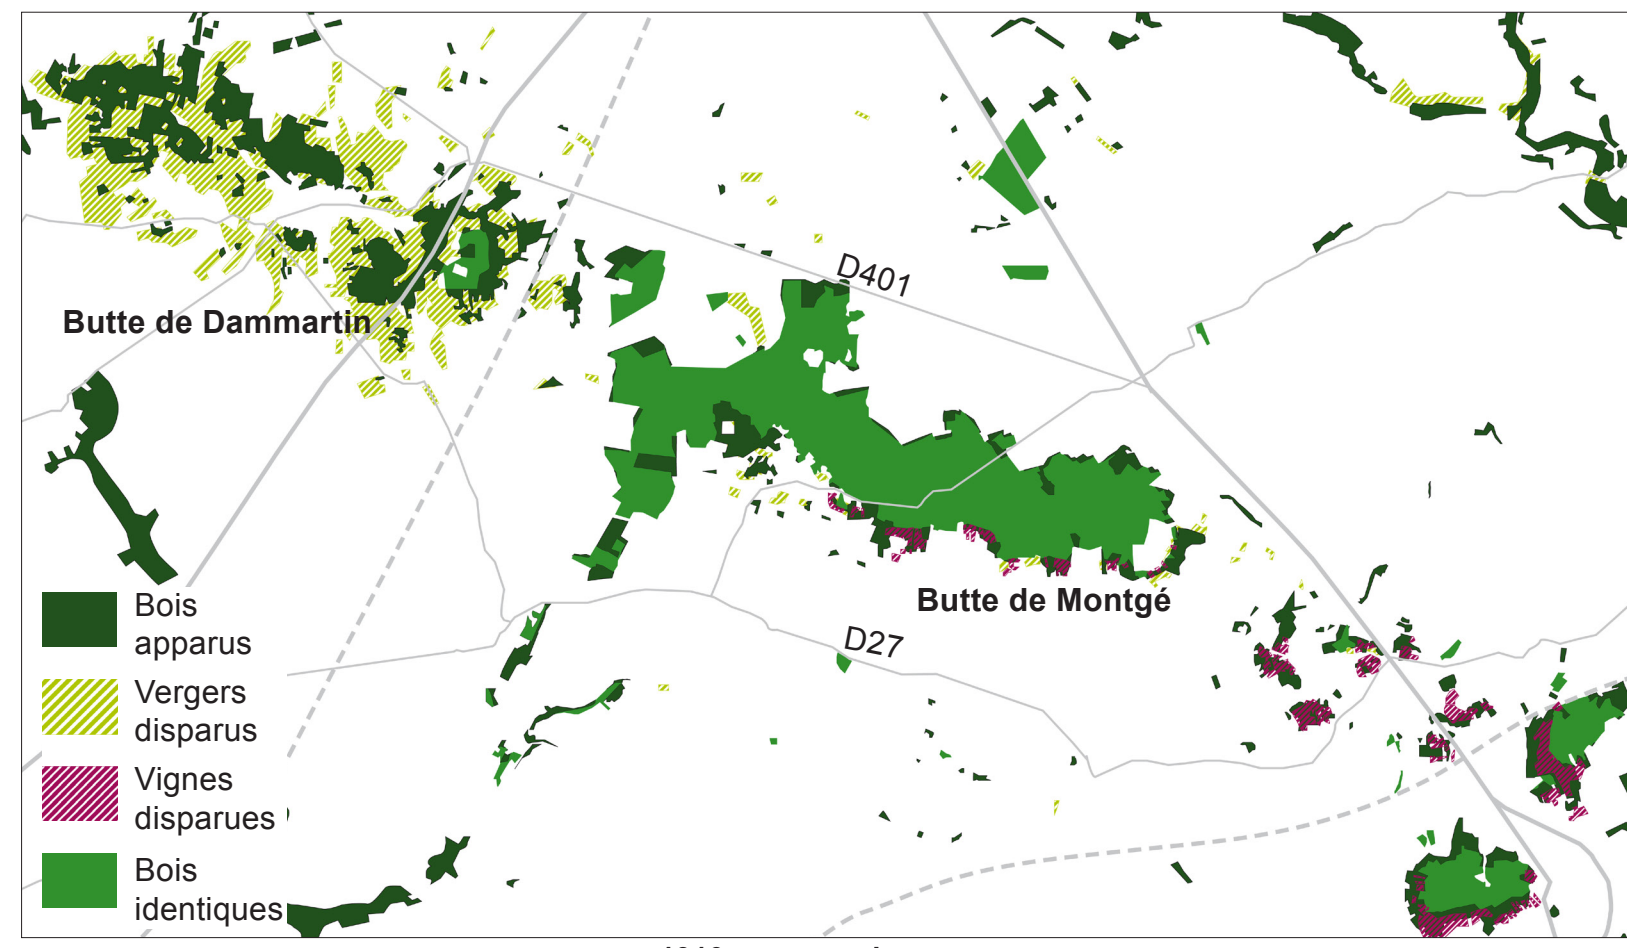 D401
Butte de Dammartin
Butte de Montgé
D27
Bois
apparus
Vergers
disparus
Vignes
disparues
Bois
identiques